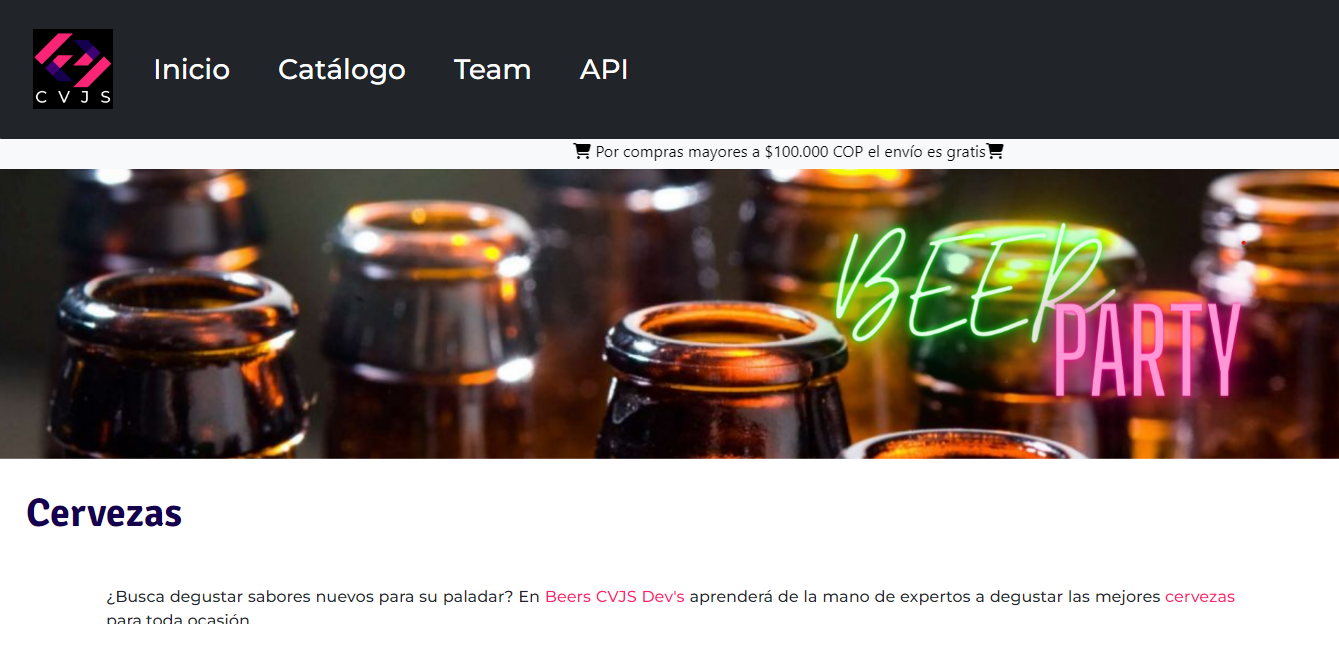 CVJS
Inicio Catálogo Team API
Por compras mayores a $100.000 COP el envío es gratis
BEER
PARTY
Cervezas
¿Busca degustar sabores nuevos para su paladar? En Beers CVJS Dev's aprenderá de la mano de expertos a degustar las mejores cervezas
para toda ocasión